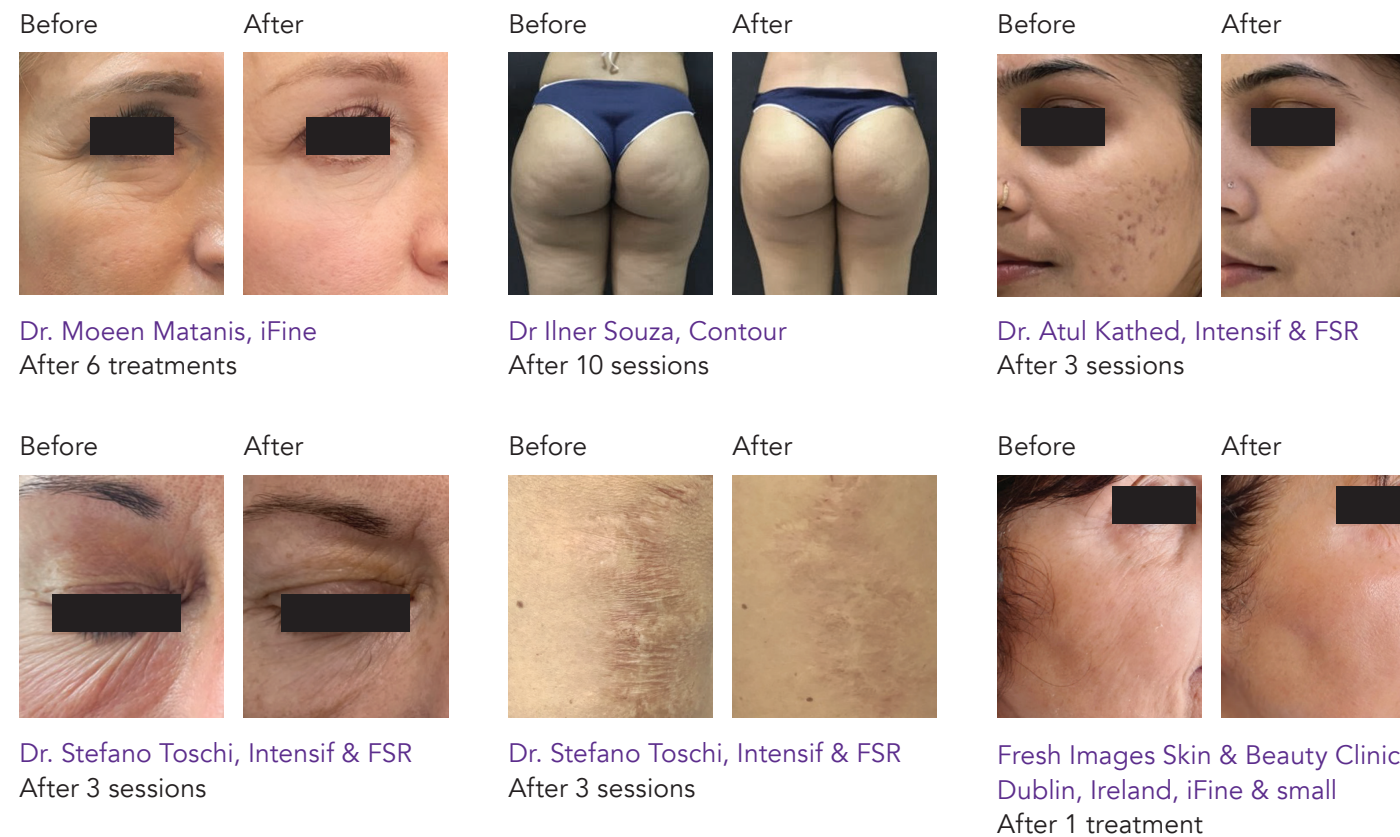 Before After
Before After
Before After
Dr. Moeen Matanis, iFine
After 6 treatments
Dr Ilner Souza, Contour
After 10 sessions
Dr. Atul Kathed, Intensif & FSR
After 3 sessions
Before After
Before After
Before After
Dr. Stefano Toschi, Intensif & FSR
After 3 sessions
Dr. Stefano Toschi, Intensif & FSR
After 3 sessions
Fresh Images Skin & Beauty Clinic
Dublin, Ireland, iFine & small
After 1 treatment